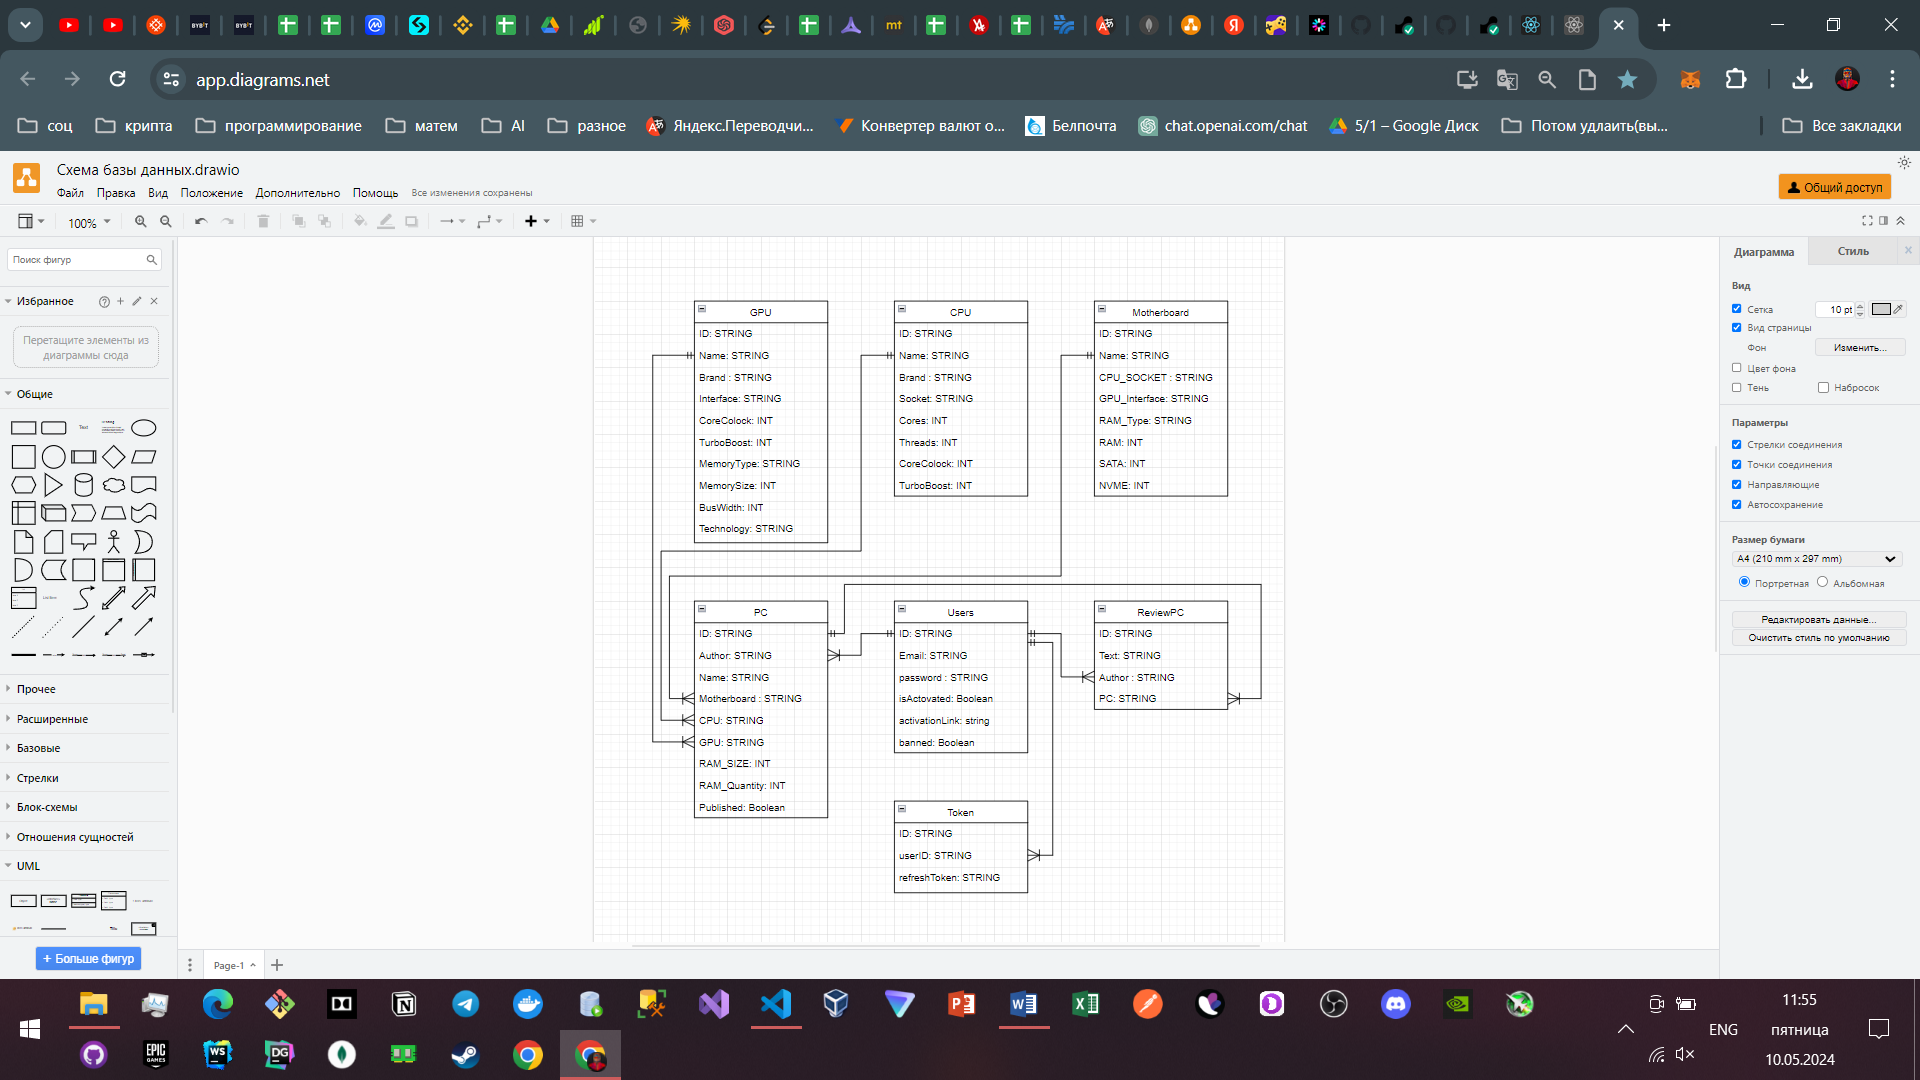 app.diagrams.net
соц
крипта
программирование
матем
AI
разное
Яндекс.Переводчи...
Конвертер валют о...
Белпочта
chat.openai.com/chat
5/1 – Google Диск
Потом удлаить(вы...
Все закладки
Схема базы данных.drawio
Файл Правка Вид Положение Дополнительно Помощь Все изменения сохранены
Общий доступ
100%
Поиск фигур
Избранное
Перетащите элементы из
диаграммы сюда
Общие
Text
Прочее
Расширенные
Базовые
Стрелки
Блок-схемы
Отношения сущностей
UML
+ Больше фигур
GPU
ID: STRING
Name: STRING
Brand : STRING
Interface: STRING
CoreColock: INT
TurboBoost: INT
MemoryType: STRING
MemorySize: INT
BusWidth: INT
Technology: STRING
CPU
ID: STRING
Name: STRING
Brand : STRING
Socket: STRING
Cores: INT
Threads: INT
CoreColock: INT
TurboBoost: INT
Motherboard
ID: STRING
Name: STRING
CPU_SOCKET : STRING
GPU_Interface: STRING
RAM_Type: STRING
RAM: INT
SATA: INT
NVME: INT
PC
ID: STRING
Author: STRING
Name: STRING
Motherboard : STRING
CPU: STRING
GPU: STRING
RAM_SIZE: INT
RAM_Quantity: INT
Published: Boolean
Users
ID: STRING
Email: STRING
password : STRING
isActovated: Boolean
activationLink: string
banned: Boolean
ReviewPC
ID: STRING
Text: STRING
Author : STRING
PC: STRING
Token
ID: STRING
userID: STRING
refreshToken: STRING
Диаграмма
Стиль
Вид
Сетка
10 pt
Вид страницы
Фон
Изменить...
Цвет фона
Тень
Набросок
Параметры
Стрелки соединения
Точки соединения
Направляющие
Автосохранение
Размер бумаги
A4 (210 mm x 297 mm)
Портретная
Альбомная
Редактировать данные...
Очистить стиль по умолчанию
Page-1
ENG
11:55
пятница
10.05.2024